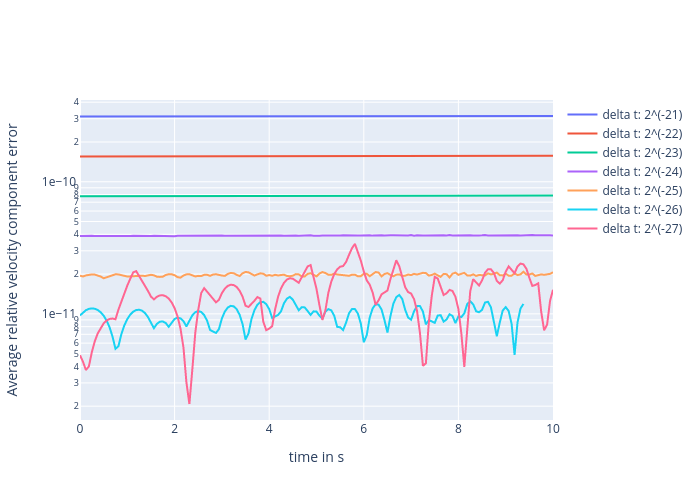 4
3
2
1e−10
9
8
7
6
5
4
3
2
1e−11
9
8
7
6
5
4
3
2
0
2
4
6
8
10
time in s
Average relative velocity component error
delta t: 2^(-21)
delta t: 2^(-22)
delta t: 2^(-23)
delta t: 2^(-24)
delta t: 2^(-25)
delta t: 2^(-26)
delta t: 2^(-27)